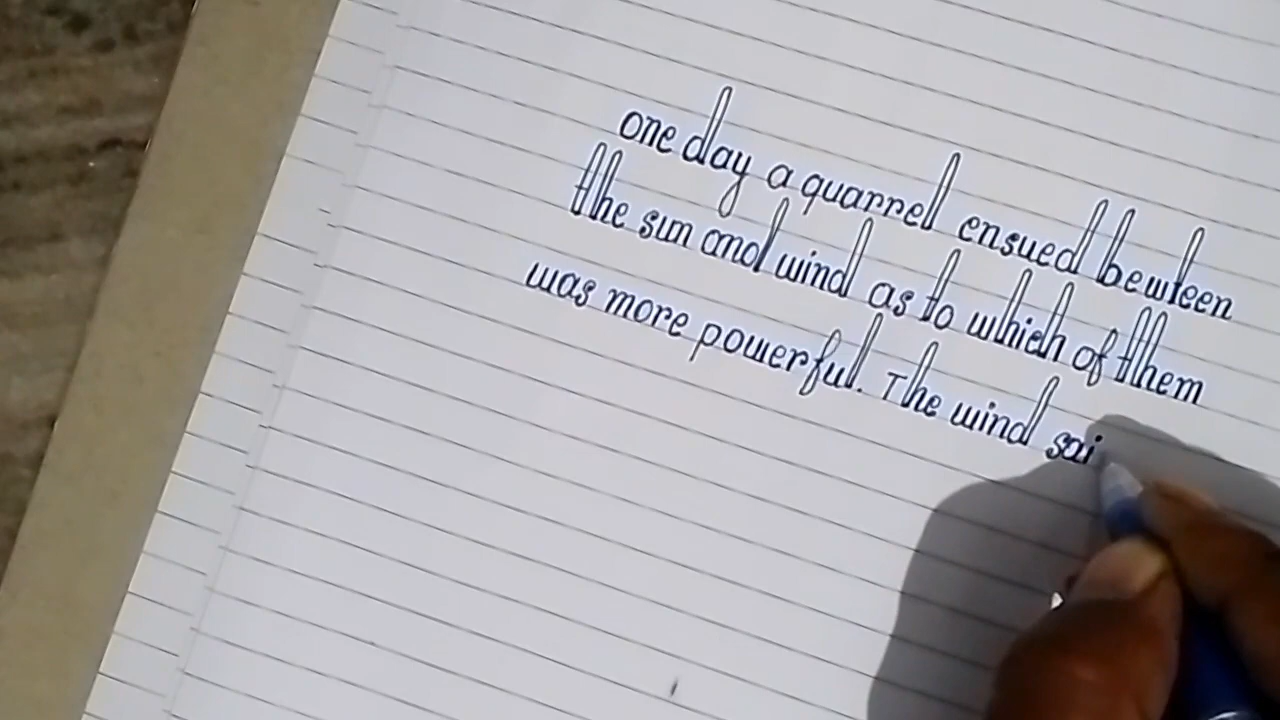 one day a quarrel ensued bewteen
the sun and wind as to which of them
was more powerful. The wind sai